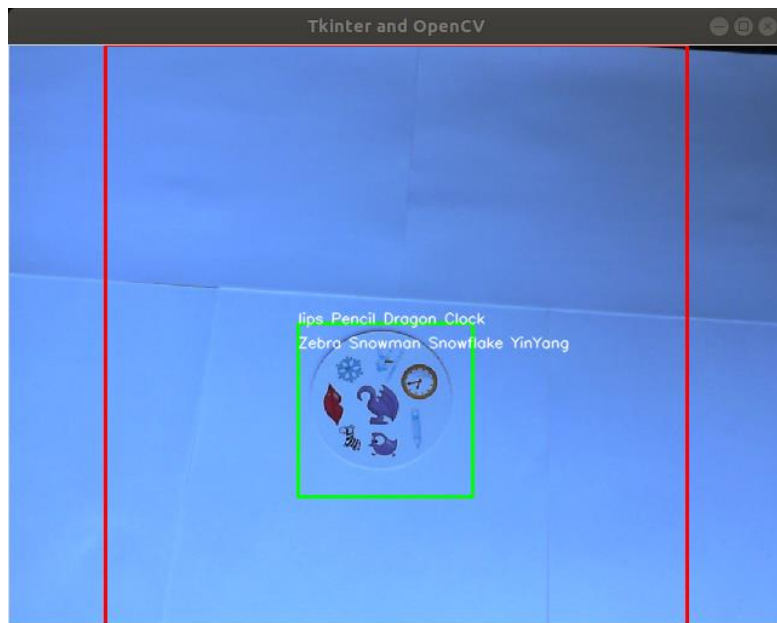 Tkinter and OpenCV
lips Pencil Dragon Clock
Zebra Snowman Snowflake YinYang